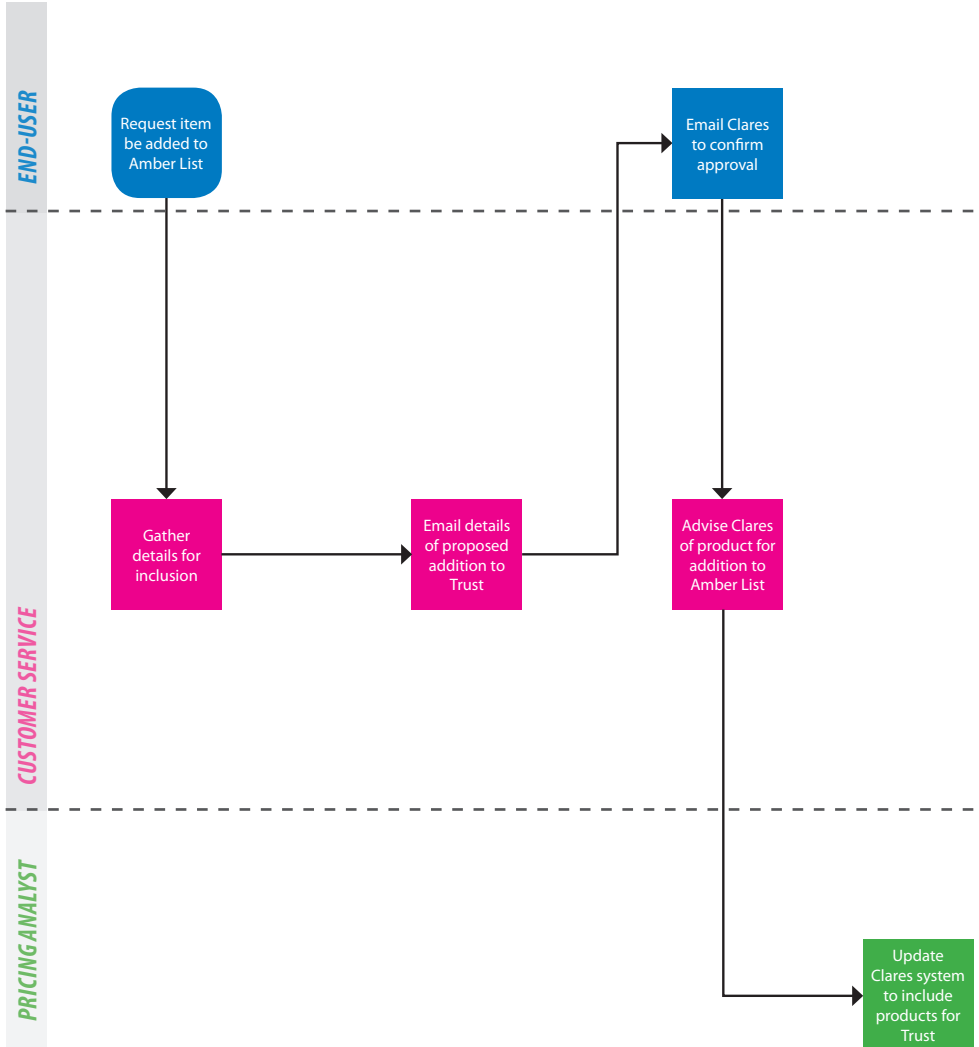 END-USER
Request item
be added to
Amber List
Email Clares
to confirm
approval
CUSTOMER SERVICE
Gather
details for
inclusion
Email details
of proposed
addition to
Trust
Advise Clares
of product for
addition to
Amber List
PRICING ANALYST
Update
Clares system
to include
products for
Trust